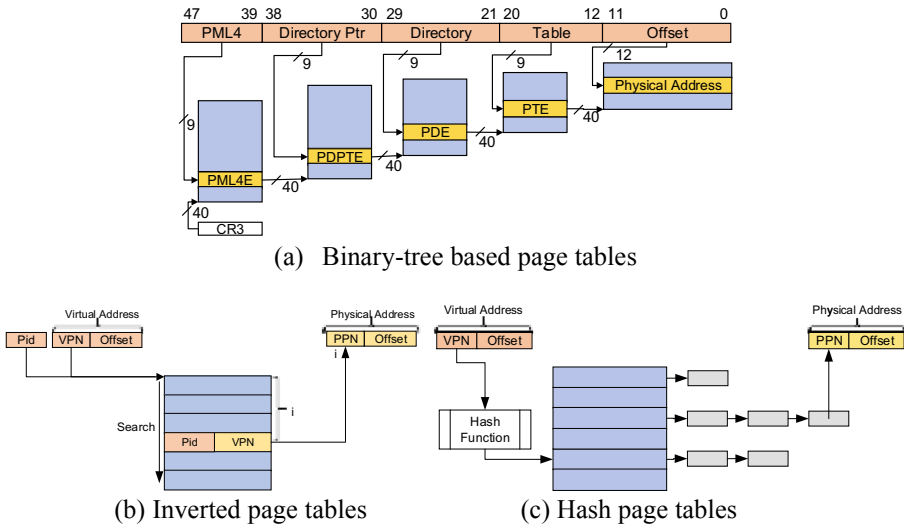 47 39 38 30 29 21 20 12 11 0
PML4 Directory Ptr Directory Table Offset
9 9 9 12
9
Physical Address
PTE
40
PDE
40
PDPTE
40
PML4E
40
40
CR3
(a) Binary-tree based page tables
Virtual Address
Pid VPN Offset
Physical Address
PPN Offset
i
i
Search
Pid VPN
(b) Inverted page tables
Virtual Address
VPN Offset
Physical Address
PPN Offset
Hash
Function
(c) Hash page tables